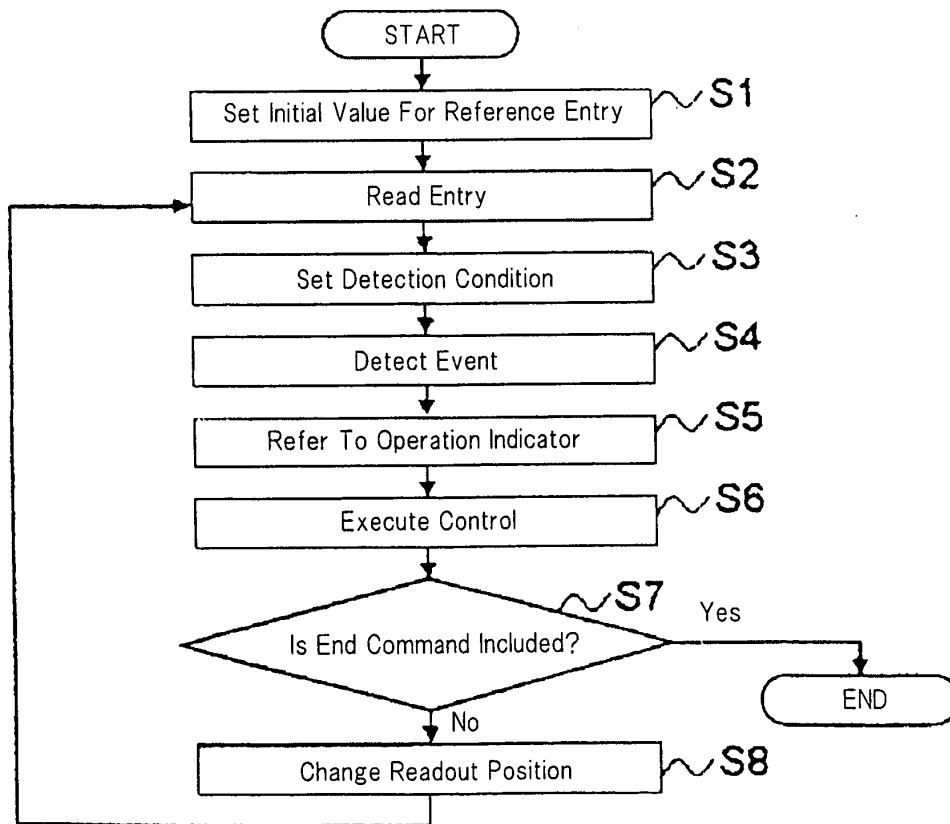 START
Set Initial Value For Reference Entry
S1
Read Entry
S2
Set Detection Condition
S3
Detect Event
S4
Refer To Operation Indicator
S5
Execute Control
S6
Is End Command Included?
S7
Yes
END
No
Change Readout Position
S8